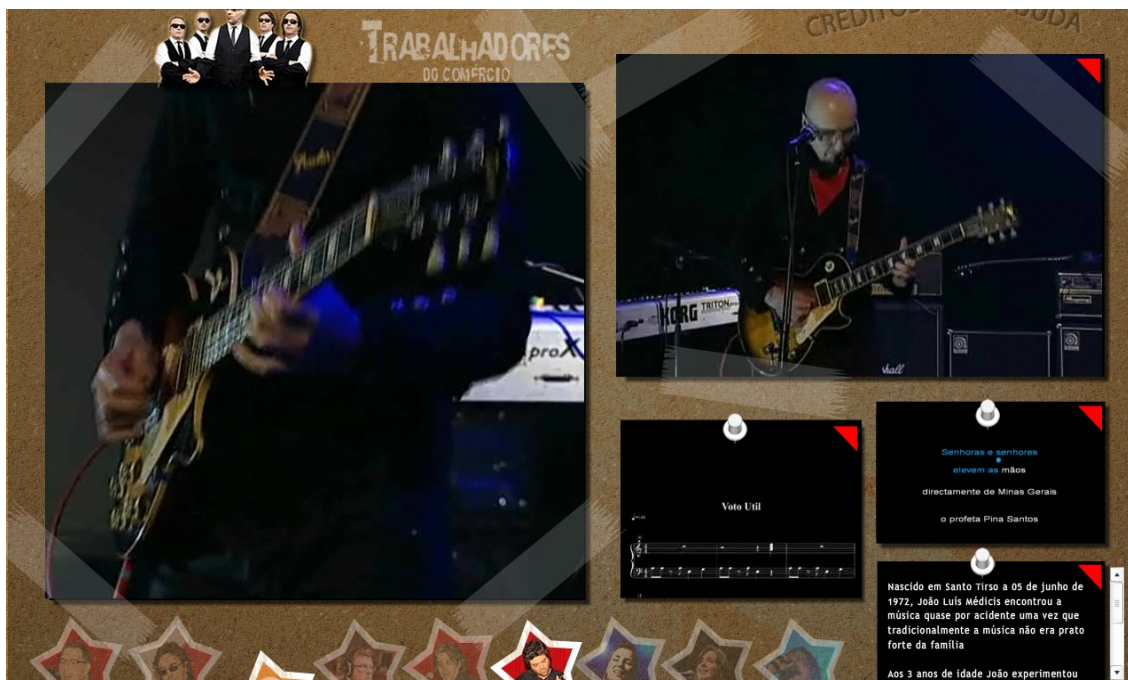 TRABALHADORES
DO COMÉRCIO
proX
KORG TRITON
Voto Util
Senhoras e senhores
elevem as mãos
directamente de Minas Gerais
o profeta Pina Santos
Nascido em Santo Tirso a 05 de junho de
1972, João Luís Médicis encontrou a
música quase por acidente uma vez que
tradicionalmente a música não era prato
forte da família
Aos 3 anos de idade João experimentou